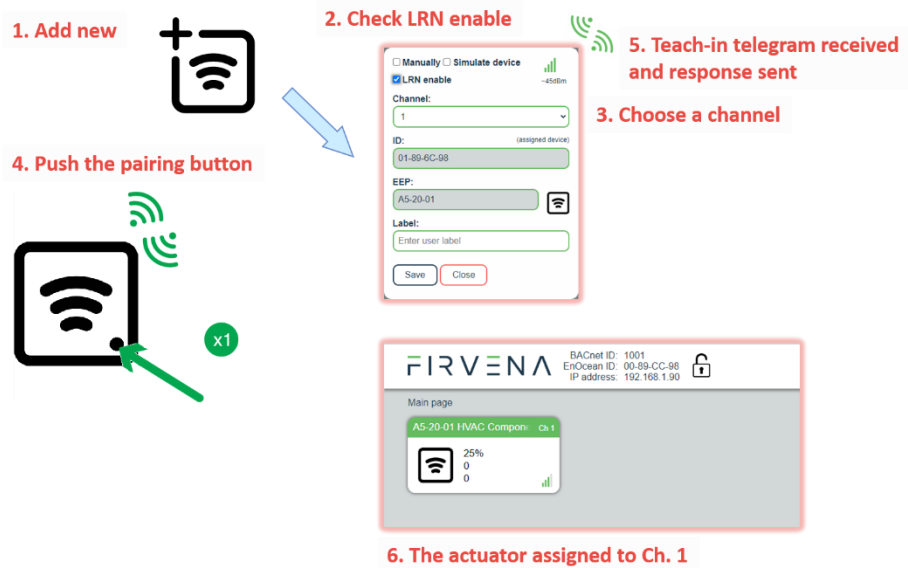 1. Add new
2. Check LRN enable
Manually Simulate device
LRN enable
~45dBm
Channel:
1
ID: (assigned device)
01-89-6C-98
EEP:
A5-20-01
Label:
Enter user label
Save Close
5. Teach-in telegram received
and response sent
3. Choose a channel
4. Push the pairing button
x1
FIRVENA
BACnet ID: 1001
EnOcean ID: 00-89-CC-98
IP address: 192.168.1.90
Main page
A5-20-01 HVAC Compon Ch 1
25%
0
0
6. The actuator assigned to Ch. 1